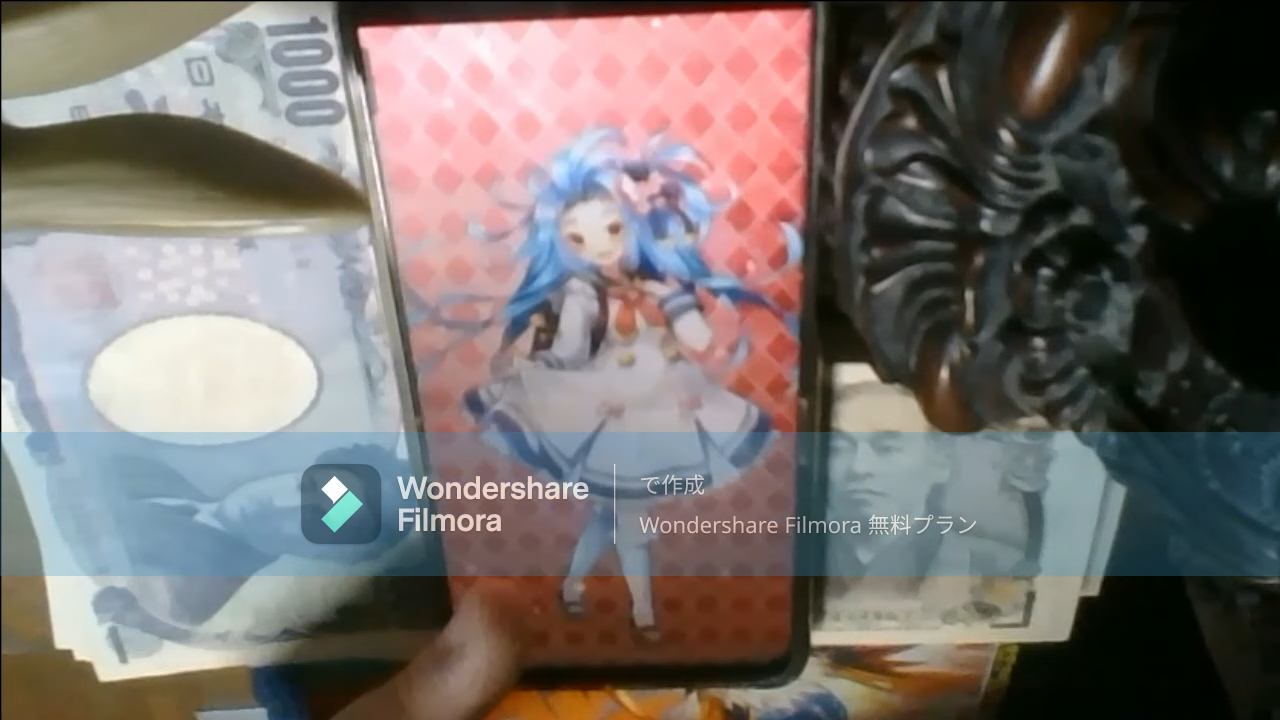 1000
Wondershare
Filmora
で作成
Wondershare Filmora 無料プラン